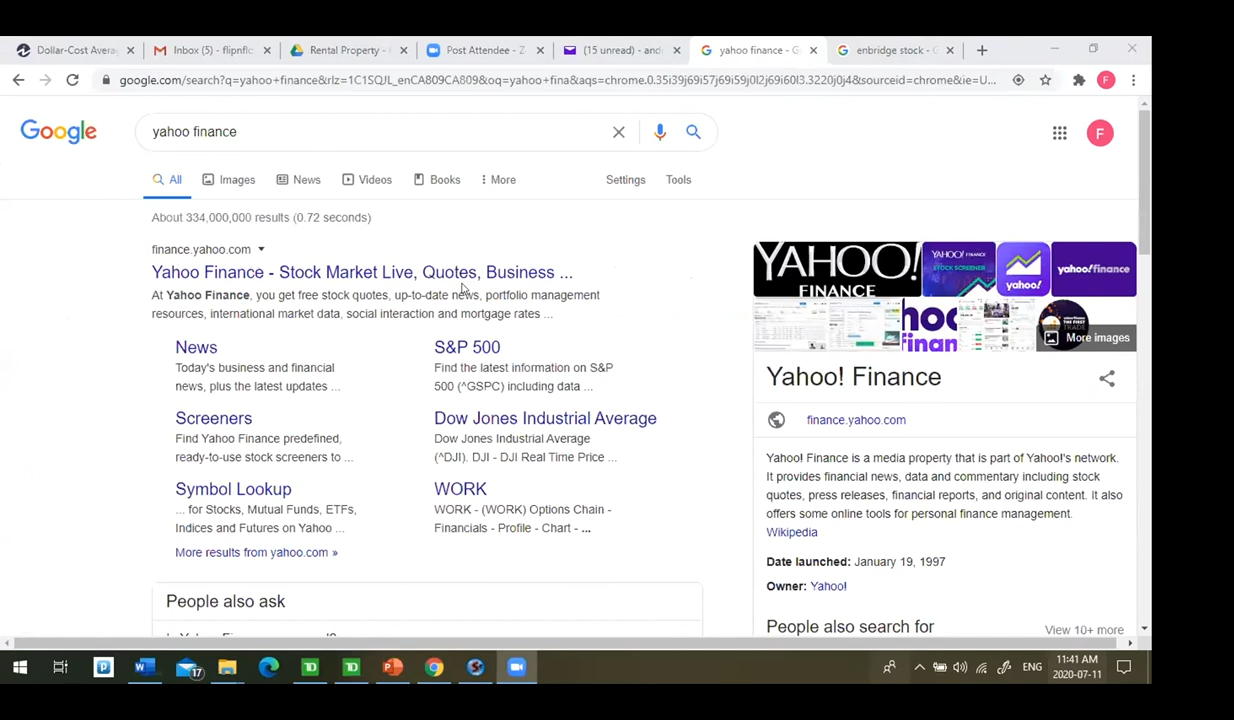 Dollar-Cost Avera
Inbox (5) - flipnflo
Rental Property -
Post Attendee - Z
(15 unread) - and
yahoo finance - G
enbridge stock - G
google.com/search?q=yahoo+finance&rlz=1C1SQJL_enCA809CA809&oq=yahoo+fina&aqs=chrome.0.35i39j69i57j69i59j0l2j69i60l3.3220j0j4&sourceid=chrome&ie=U...
F
Google
yahoo finance
F
All
Images
News
Videos
Books
More
Settings
Tools
About 334,000,000 results (0.72 seconds)
finance.yahoo.com
Yahoo Finance - Stock Market Live, Quotes, Business ...
At Yahoo Finance, you get free stock quotes, up-to-date news, portfolio management
resources, international market data, social interaction and mortgage rates ...
News
Today's business and financial
news, plus the latest updates ...
S&P 500
Find the latest information on S&P
500 (^GSPC) including data ...
Screeners
Find Yahoo Finance predefined,
ready-to-use stock screeners to ...
Dow Jones Industrial Average
Dow Jones Industrial Average
(^DJI). DJI - DJI Real Time Price ...
Symbol Lookup
... for Stocks, Mutual Funds, ETFs,
Indices and Futures on Yahoo ...
WORK
WORK - (WORK) Options Chain -
Financials - Profile - Chart - ...
More results from yahoo.com »
People also ask
YAHOO!
FINANCE
YAHOO! FINANCE
STOCK SCREENER
yahoo!
yahoo!finance
More images
Yahoo! Finance
finance.yahoo.com
Yahoo! Finance is a media property that is part of Yahoo!'s network.
It provides financial news, data and commentary including stock
quotes, press releases, financial reports, and original content. It also
offers some online tools for personal finance management.
Wikipedia
Date launched: January 19, 1997
Owner: Yahoo!
People also search for
View 10+ more
17
ENG
11:41 AM
2020-07-11